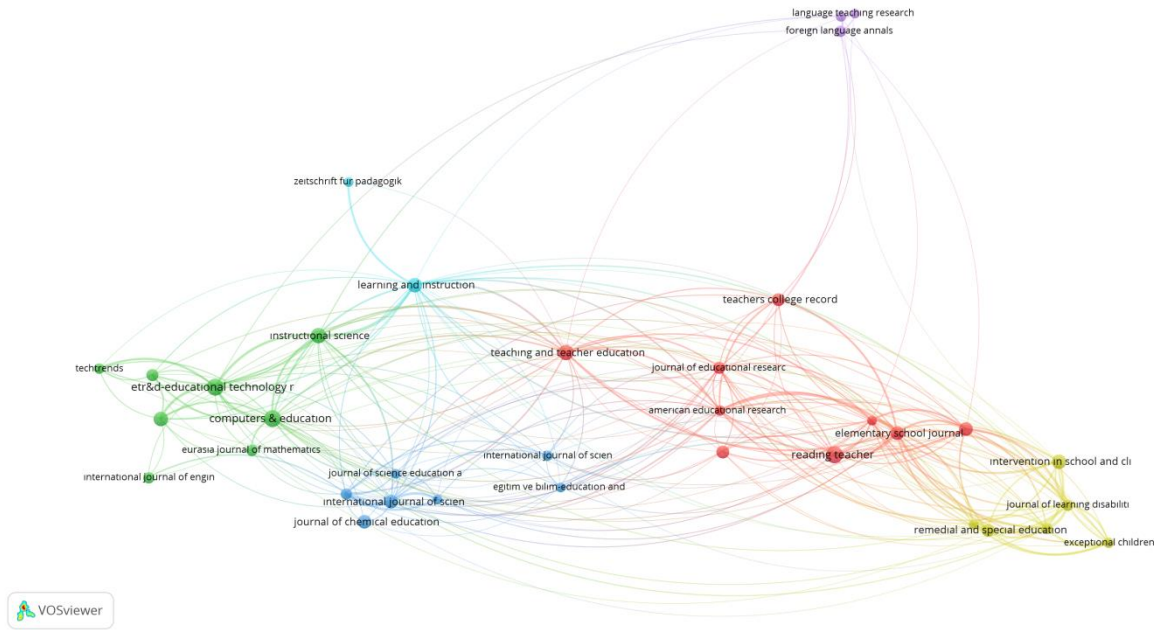 language teaching research
foreign language annals
zeitschrift fur padagogik
learning and instruction
teachers college record
instructional science
teaching and teacher education
techtrends
journal of educational researc
etr&d-educational technology r
american educational research
computers & education
elementary school journal
eurasia journal of mathematics
international journal of scien
reading teacher
intervention in school and cli
journal of science education a
international journal of engin
egitim ve bilim-education and
international journal of scien
journal of learning disabiliti
journal of chemical education
remedial and special education
exceptional children
VOSviewer